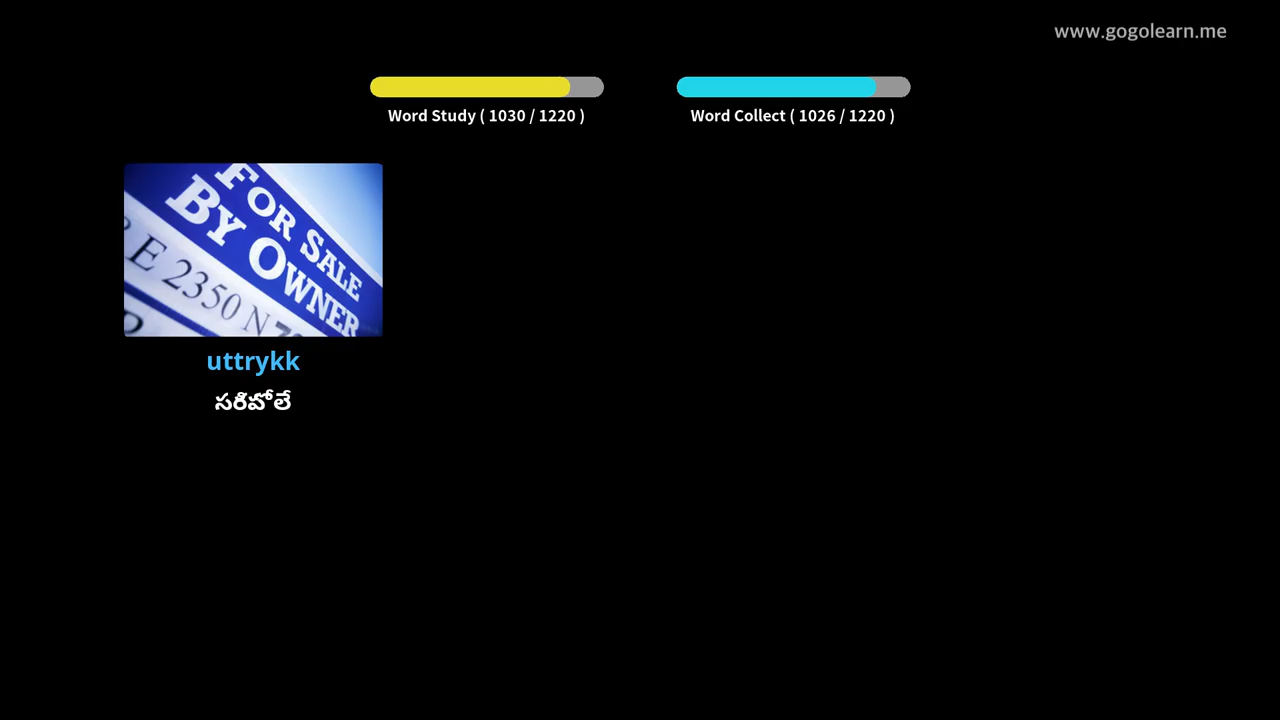 www.gogolearn.me
Word Study ( 1030 / 1220 )
Word Collect ( 1026 / 1220 )
FOR SALE
BY OWNER
E 2350 N
uttrykk
సరిపోలే